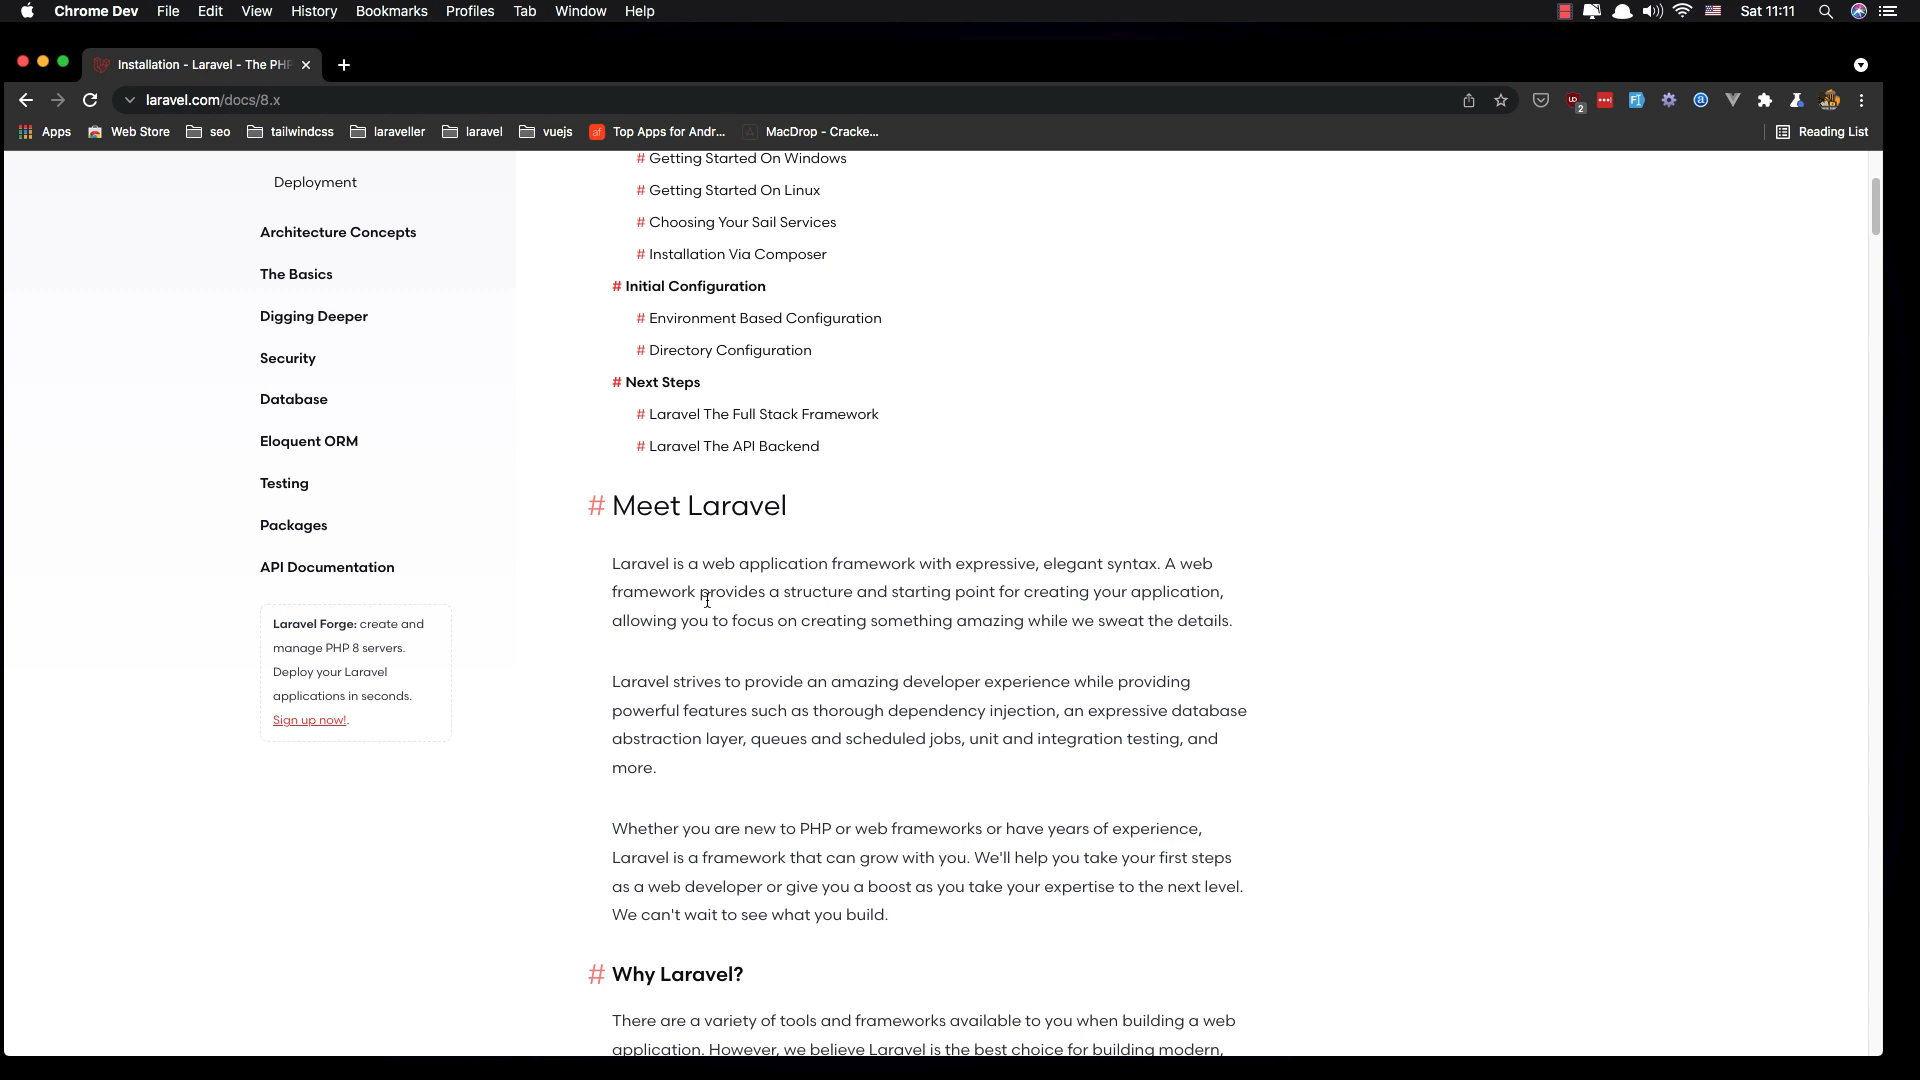 Chrome Dev File Edit View History Bookmarks Profiles Tab Window Help Sat 11:11
Installation - Laravel - The PH
laravel.com/docs/8.x
2
Apps Web Store seo tailwindcss laraveller laravel vuejs Top Apps for Andr... MacDrop - Cracke... Reading List
Deployment
Architecture Concepts
The Basics
Digging Deeper
Security
Database
Eloquent ORM
Testing
Packages
API Documentation
Laravel Forge: create and
manage PHP 8 servers.
Deploy your Laravel
applications in seconds.
Sign up now!.
# Getting Started On Windows
# Getting Started On Linux
# Choosing Your Sail Services
# Installation Via Composer
# Initial Configuration
# Environment Based Configuration
# Directory Configuration
# Next Steps
# Laravel The Full Stack Framework
# Laravel The API Backend
# Meet Laravel
Laravel is a web application framework with expressive, elegant syntax. A web
framework provides a structure and starting point for creating your application,
allowing you to focus on creating something amazing while we sweat the details.
Laravel strives to provide an amazing developer experience while providing
powerful features such as thorough dependency injection, an expressive database
abstraction layer, queues and scheduled jobs, unit and integration testing, and
more.
Whether you are new to PHP or web frameworks or have years of experience,
Laravel is a framework that can grow with you. We'll help you take your first steps
as a web developer or give you a boost as you take your expertise to the next level.
We can't wait to see what you build.
# Why Laravel?
There are a variety of tools and frameworks available to you when building a web
application. However, we believe Laravel is the best choice for building modern,